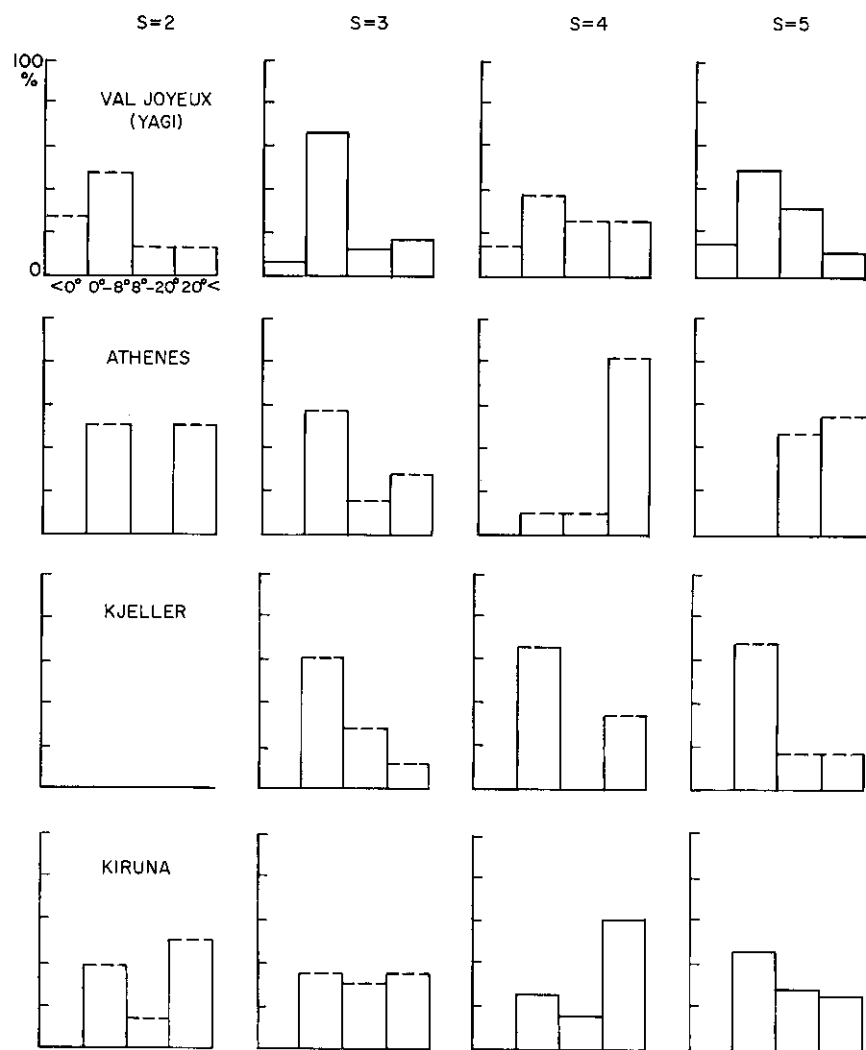 S=2 S=3 S=4 S=5
100
%
VAL JOYEUX
(YAGI)
0
<0° 0°-8° 8°-20° 20°<
ATHENES
KJELLER
KIRUNA